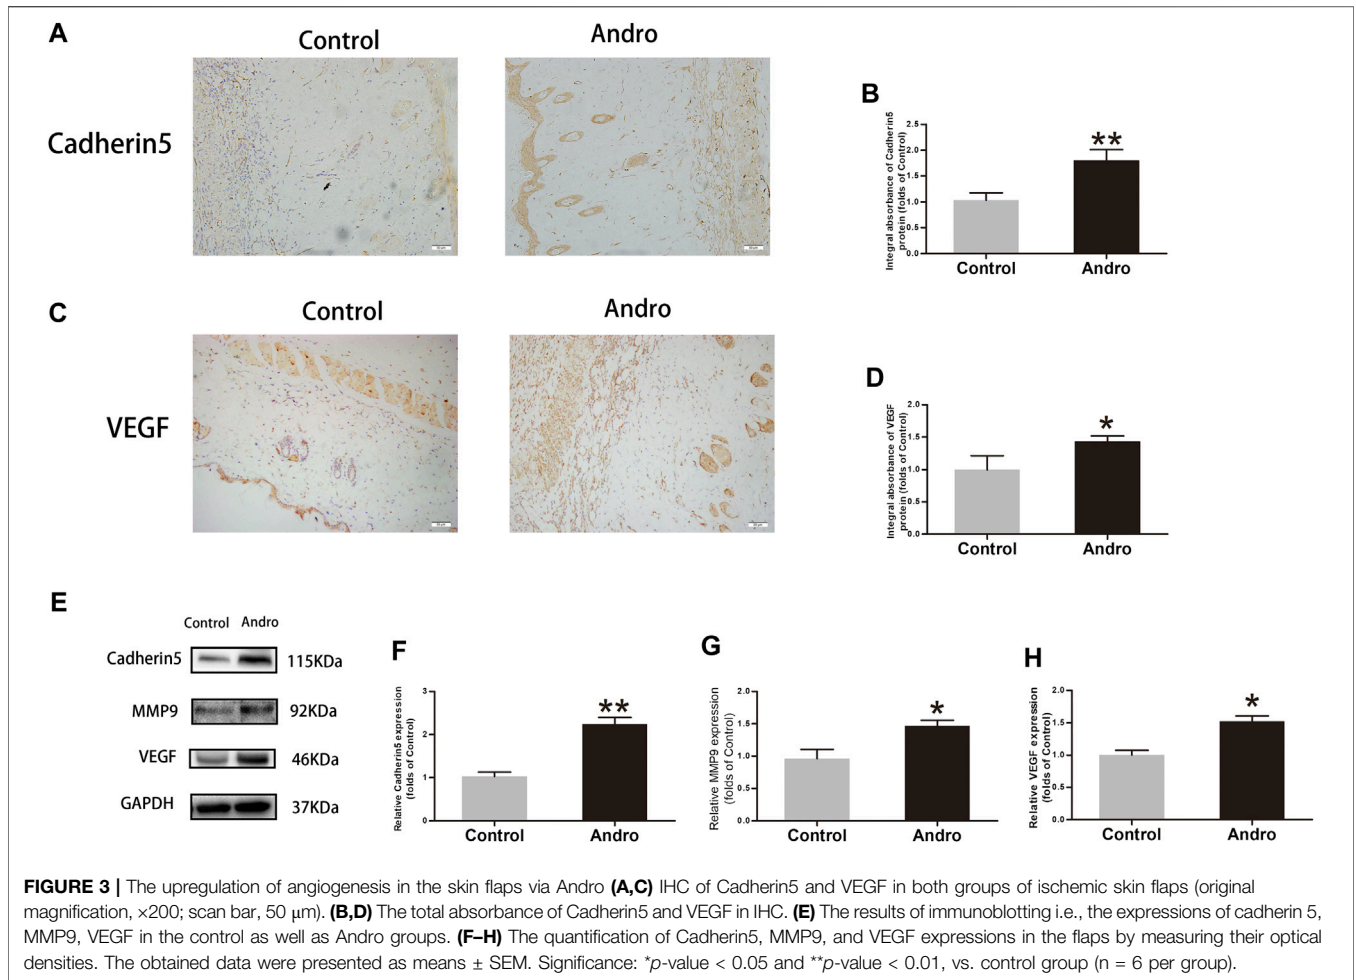 A
Control
Andro
Cadherin5
B
Integral absorbance of Cadherin5
protein (folds of Control)
2.5
2.0
1.5
1.0
0.5
0.0
**
Control
Andro
C
Control
Andro
VEGF
D
Integral absorbance of VEGF
protein (folds of Control)
2.0
1.5
1.0
0.5
0.0
*
Control
Andro
E
Control Andro
Cadherin5 115KDa
MMP9 92KDa
VEGF 46KDa
GAPDH 37KDa
F
Relative Cadherin5 expression
(folds of Control)
3
2
1
0
**
Control
Andro
G
Relative MMP9 expression
(folds of Control)
2.0
1.5
1.0
0.5
0.0
*
Control
Andro
H
Relative VEGF expression
(folds of Control)
2.0
1.5
1.0
0.5
0.0
*
Control
Andro
FIGURE 3 | The upregulation of angiogenesis in the skin flaps via Andro (A,C) IHC of Cadherin5 and VEGF in both groups of ischemic skin flaps (original
magnification, ×200; scan bar, 50 μm). (B,D) The total absorbance of Cadherin5 and VEGF in IHC. (E) The results of immunoblotting i.e., the expressions of cadherin 5,
MMP9, VEGF in the control as well as Andro groups. (F–H) The quantification of Cadherin5, MMP9, and VEGF expressions in the flaps by measuring their optical
densities. The obtained data were presented as means ± SEM. Significance: *p-value < 0.05 and **p-value < 0.01, vs. control group (n = 6 per group).